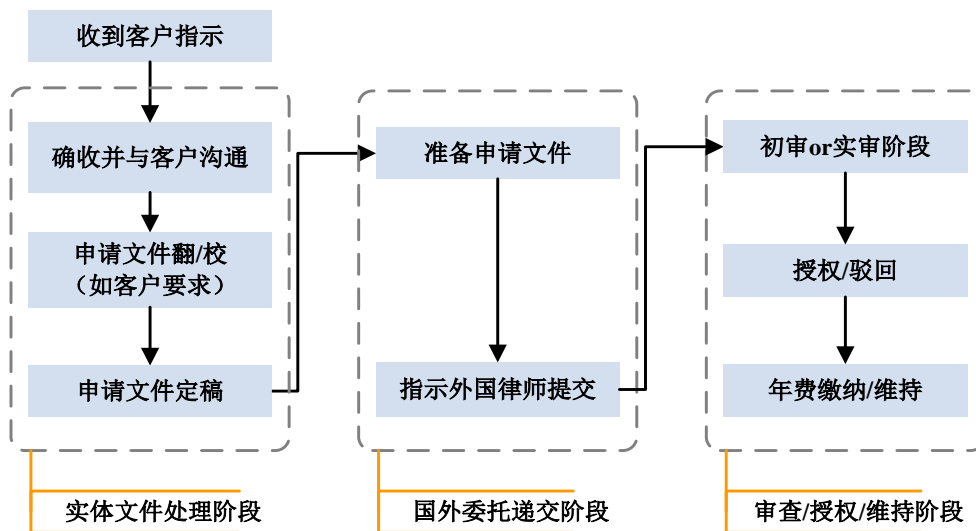 收到客户指示
确收并与客户沟通
申请文件翻/校
（如客户要求）
申请文件定稿
实体文件处理阶段
准备申请文件
指示外国律师提交
国外委托递交阶段
初审or实审阶段
授权/驳回
年费缴纳/维持
审查/授权/维持阶段